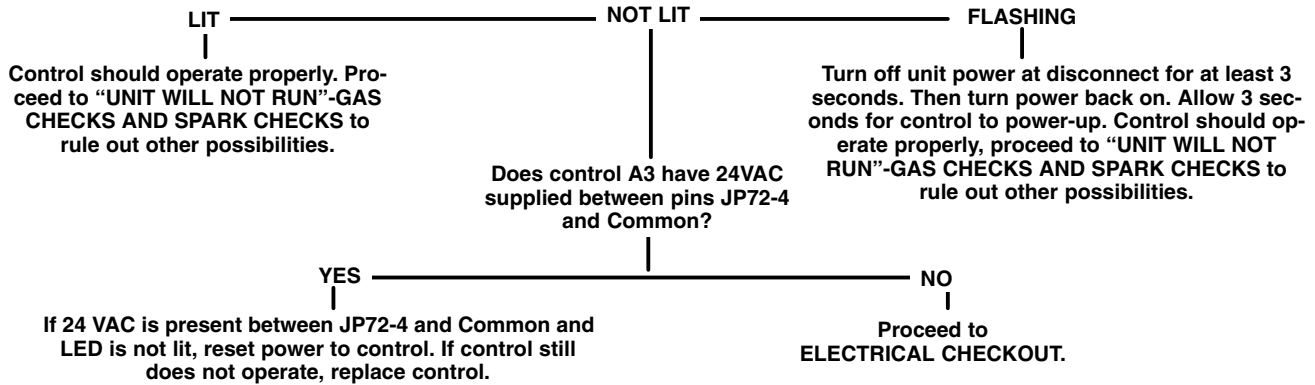 LIT
NOT LIT
FLASHING
Control should operate properly. Pro-
ceed to “UNIT WILL NOT RUN”-GAS
CHECKS AND SPARK CHECKS to
rule out other possibilities.
Turn off unit power at disconnect for at least 3
seconds. Then turn power back on. Allow 3 sec-
onds for control to power-up. Control should op-
erate properly, proceed to “UNIT WILL NOT
RUN”-GAS CHECKS AND SPARK CHECKS to
rule out other possibilities.
Does control A3 have 24VAC
supplied between pins JP72-4
and Common?
YES
NO
If 24 VAC is present between JP72-4 and Common and
LED is not lit, reset power to control. If control still
does not operate, replace control.
Proceed to
ELECTRICAL CHECKOUT.